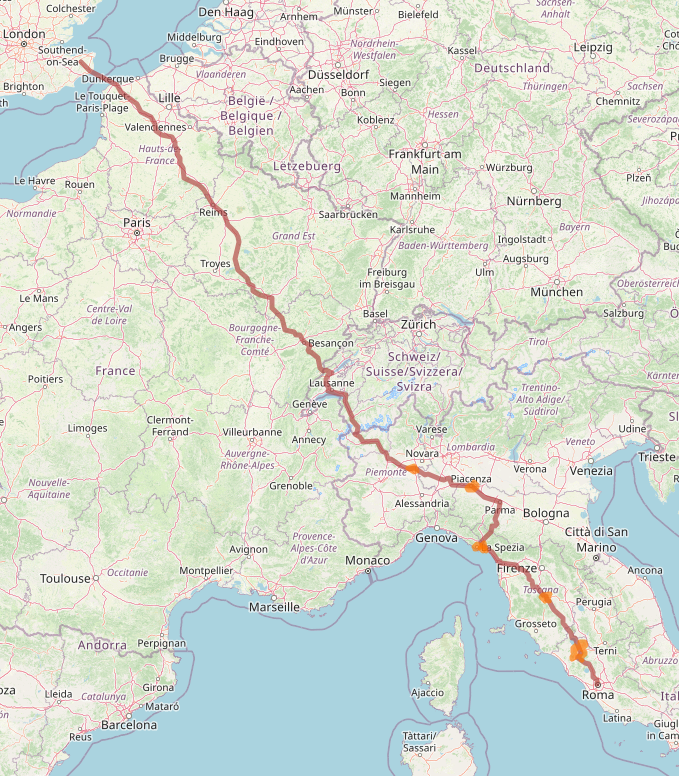 Colchester
London
Southend-
on-Sea
Brighton
th
Den Haag
Arnhem
Münster
Bielefeld
Sachsen-
Anhalt
Middelburg
Eindhoven
Brugge
Vlaanderen
Düsseldorf
Nordrhein-
Westfalen
Kassel
Leipzig
Dunkerque
Le Touquet-
Paris-Plage
Lille
België /
Belgique /
Belgien
Aachen
Siegen
Bonn
Deutschland
Thüringen
Sachsen
Chemnitz
Severozápad
Valenciennes
Koblenz
Hessen
Hauts-de-
France
Lëtzebuerg
Frankfurt am
Main
Würzburg
Plzeň
Le Havre
Rouen
Normandie
Reims
Mannheim
Nürnberg
Jihozápad
Paris
Saarbrücken
Karlsruhe
Bayern
Grand Est
Baden-Württemberg
Ingolstadt
Troyes
Augsburg
Freiburg
im Breisgau
Ulm
München
Oberösterreich
Le Mans
Centre-Val
de Loire
Angers
Basel
Zürich
Salzburg
Bourgogne-
Franche-
Comté
Besançon
Tirol
France
Schweiz/
Suisse/Svizzera/
Svizra
Lausanne
Kärnten
Poitiers
Trentino-
Alto Adige/
Südtirol
Genève
Limoges
Clermont-
Ferrand
Villeurbanne
Annecy
Varese
Lombardia
Udine
Veneto
Auvergne-
Rhône-Alpes
Novara
Verona
Venezia
Trieste
Piemonte
Piacenza
Nouvelle-
Aquitaine
Grenoble
Alessandria
Parma
Bologna
Genova
Città di San
Marino
Provence-
Alpes-Côte
d'Azur
Avignon
La Spezia
Monaco
Firenze
Ancona
Toulouse
Occitanie
Montpellier
Toscana
Marseille
Perugia
Grosseto
Andorra
Perpignan
Terni
Abruzzo
Girona
Lleida
Catalunya
Mataró
Ajaccio
Roma
Barcelona
Latina
Reus
Tàttari/
Sassari